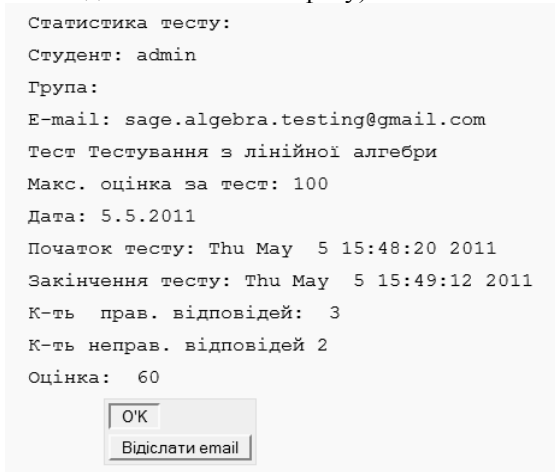 Статистика тесту:
Студент: admin
Група:
E-mail: sage.algebra.testing@gmail.com
Тест Тестування з лінійної алгебри
Макс. оцінка за тест: 100
Дата: 5.5.2011
Початок тесту: Thu May  5 15:48:20 2011
Закінчення тесту: Thu May  5 15:49:12 2011
К-ть  прав. відповідей:  3
К-ть неправ. відповідей 2
Оцінка:  60
О'К
Відіслати email